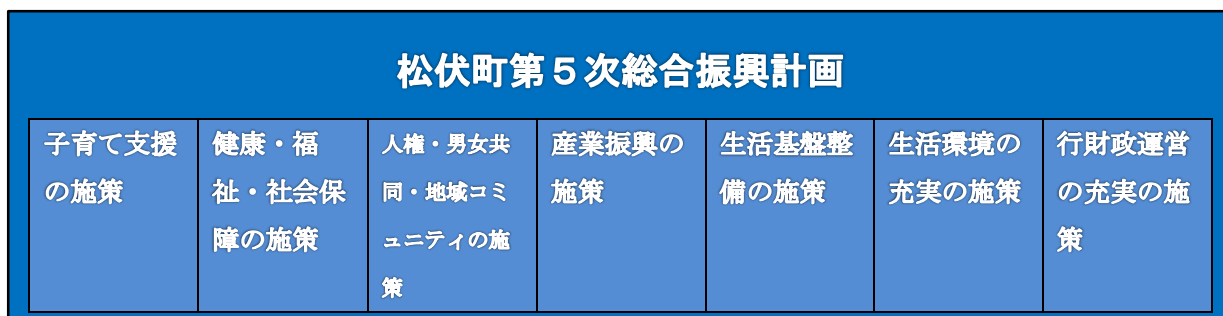 松伏町第５次総合振興計画
子育て支援
の施策
健康・福
祉・社会保
障の施策
人権・男女共
同・地域コミ
ュニティの施
策
産業振興の
施策
生活基盤整
備の施策
生活環境の
充実の施策
行財政運営
の充実の施
策